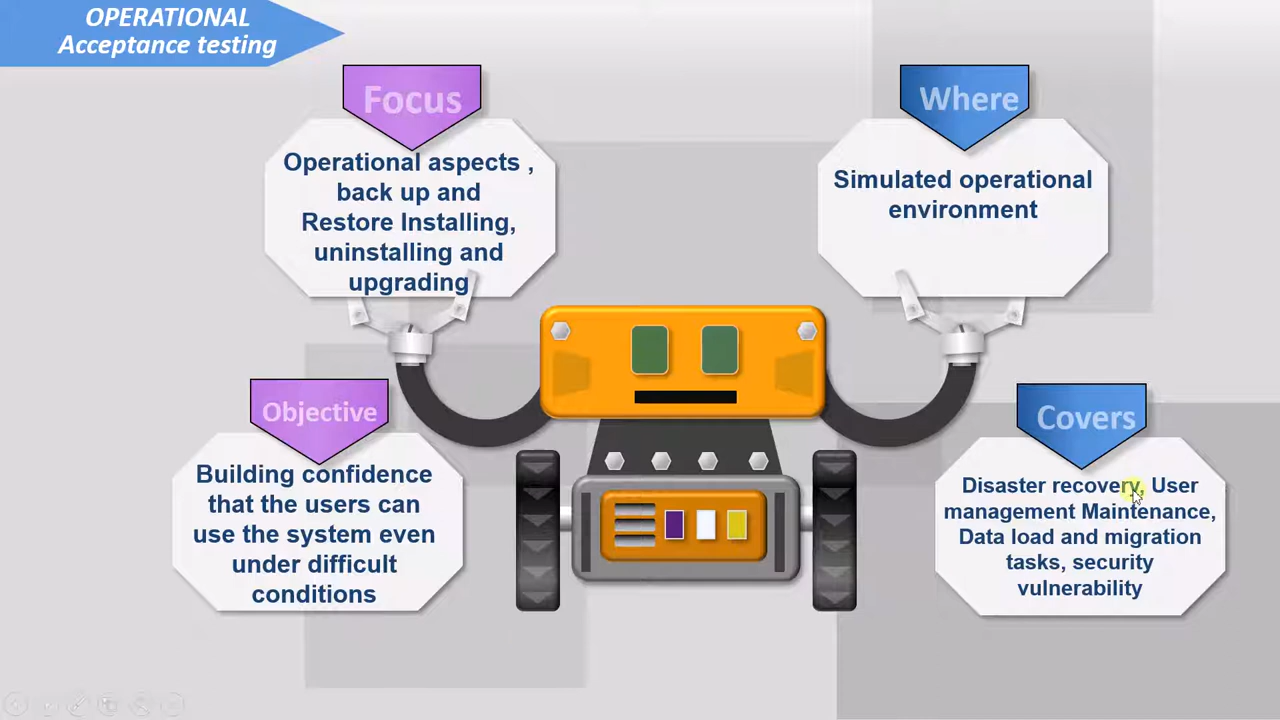 OPERATIONAL
Acceptance testing
Focus
Operational aspects ,
back up and
Restore Installing,
uninstalling and
upgrading
Where
Simulated operational
environment
Objective
Building confidence
that the users can
use the system even
under difficult
conditions
Covers
Disaster recovery, User
management Maintenance,
Data load and migration
tasks, security
vulnerability